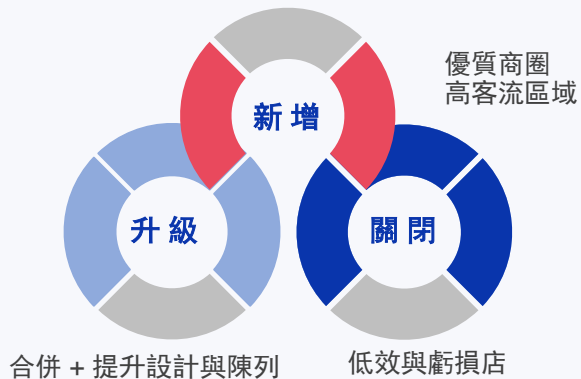 優質商圈
高客流區域
新增
升級
關閉
合併 + 提升設計與陳列
低效與虧損店